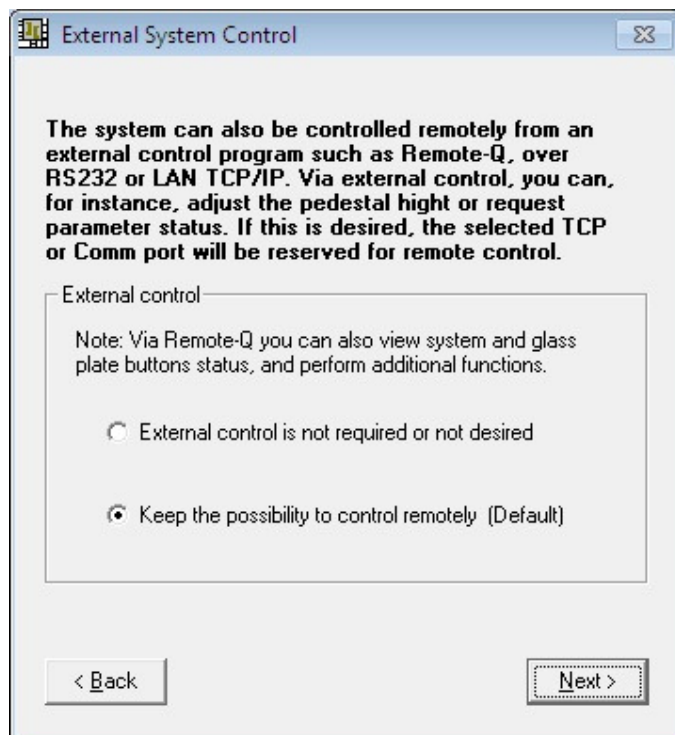 External System Control
The system can also be controlled remotely from an
external control program such as Remote-Q, over
RS232 or LAN TCP/IP. Via external control, you can,
for instance, adjust the pedestal hight or request
parameter status. If this is desired, the selected TCP
or Comm port will be reserved for remote control.
External control
Note: Via Remote-Q you can also view system and glass
plate buttons status, and perform additional functions.
External control is not required or not desired
Keep the possibility to control remotely (Default)
< Back
Next >